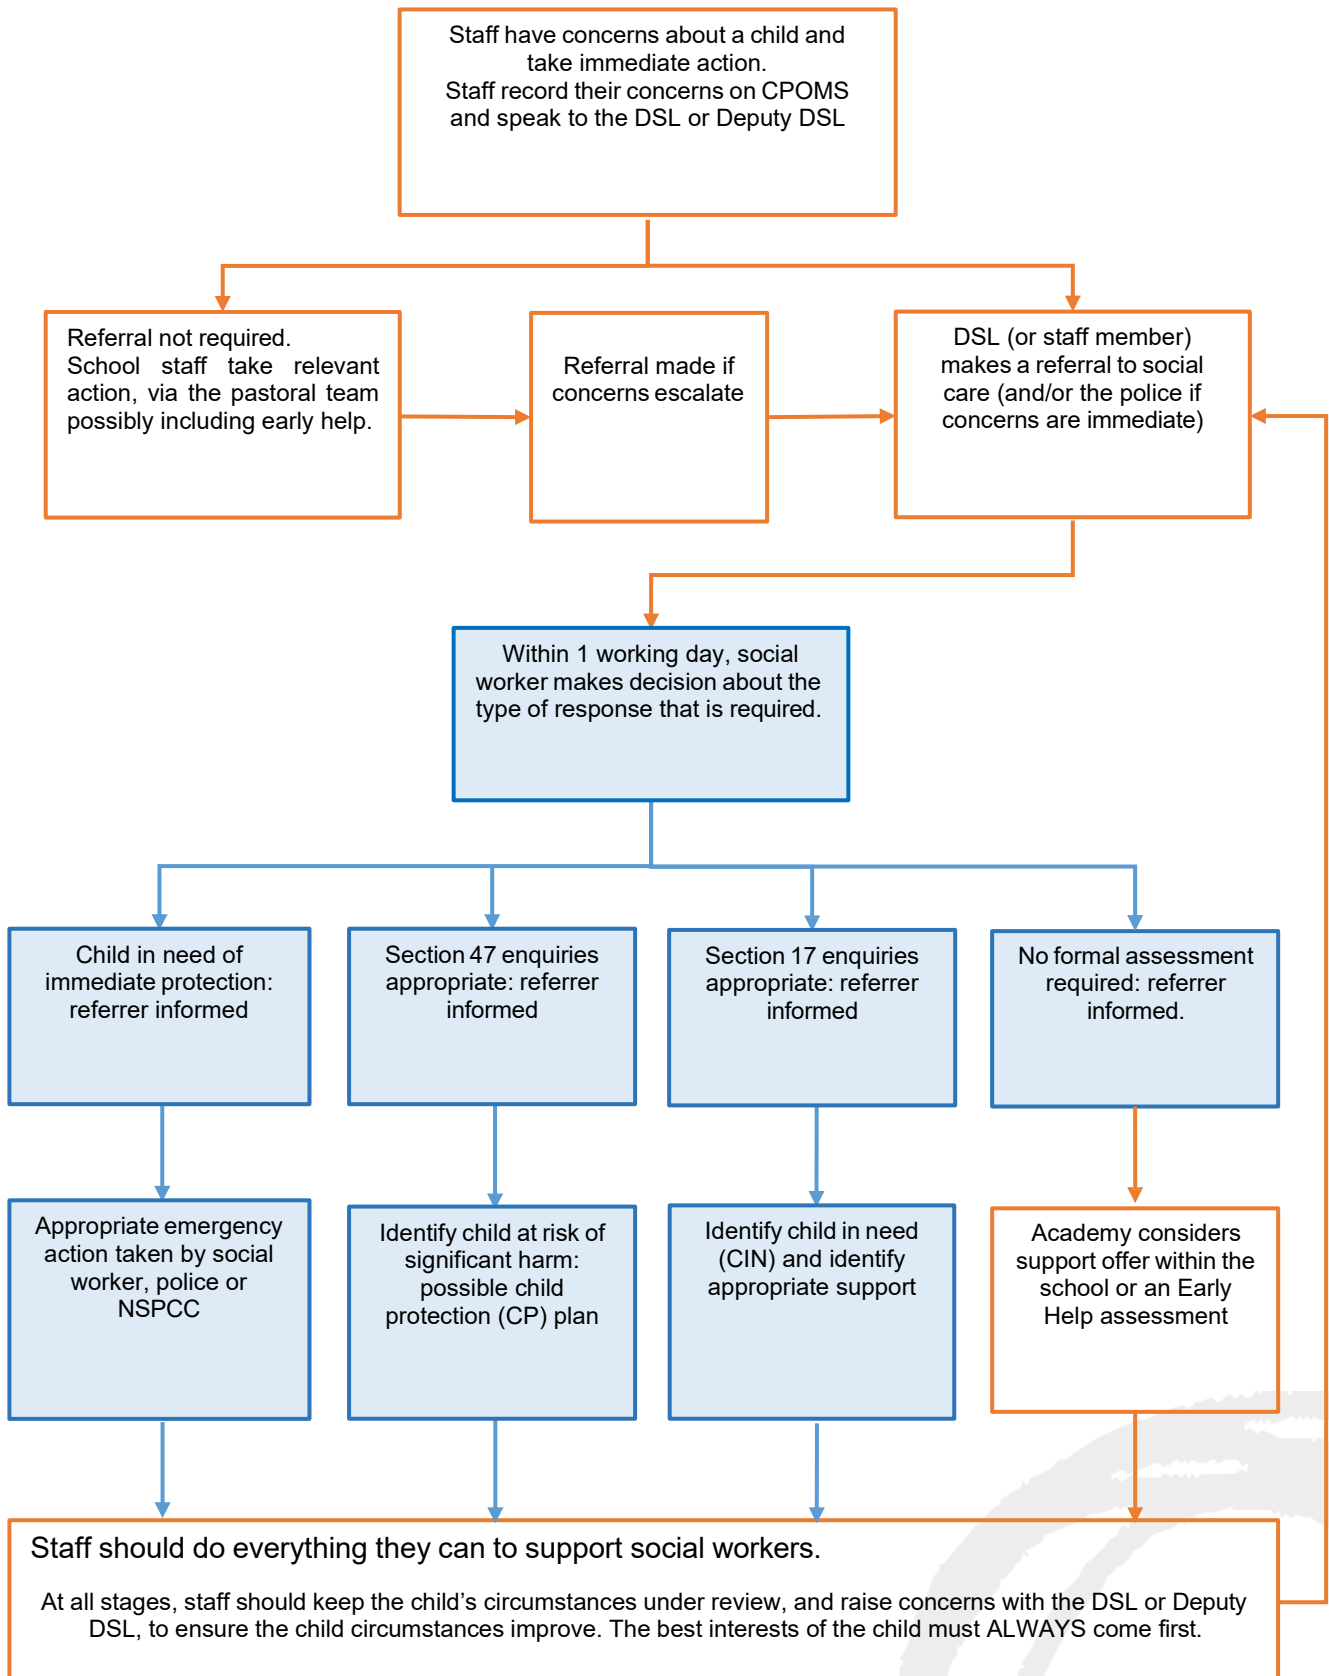 Staff have concerns about a child and
take immediate action.
Staff record their concerns on CPOMS
and speak to the DSL or Deputy DSL
Referral not required.
School staff take relevant
action, via the pastoral team
possibly including early help.
Referral made if
concerns escalate
DSL (or staff member)
makes a referral to social
care (and/or the police if
concerns are immediate)
Within 1 working day, social
worker makes decision about the
type of response that is required.
Child in need of
immediate protection:
referrer informed
Section 47 enquiries
appropriate: referrer
informed
Section 17 enquiries
appropriate: referrer
informed
No formal assessment
required: referrer
informed.
Appropriate emergency
action taken by social
worker, police or
NSPCC
Identify child at risk of
significant harm:
possible child
protection (CP) plan
Identify child in need
(CIN) and identify
appropriate support
Academy considers
support offer within the
school or an Early
Help assessment
Staff should do everything they can to support social workers.
At all stages, staff should keep the child’s circumstances under review, and raise concerns with the DSL or Deputy
DSL, to ensure the child circumstances improve. The best interests of the child must ALWAYS come first.